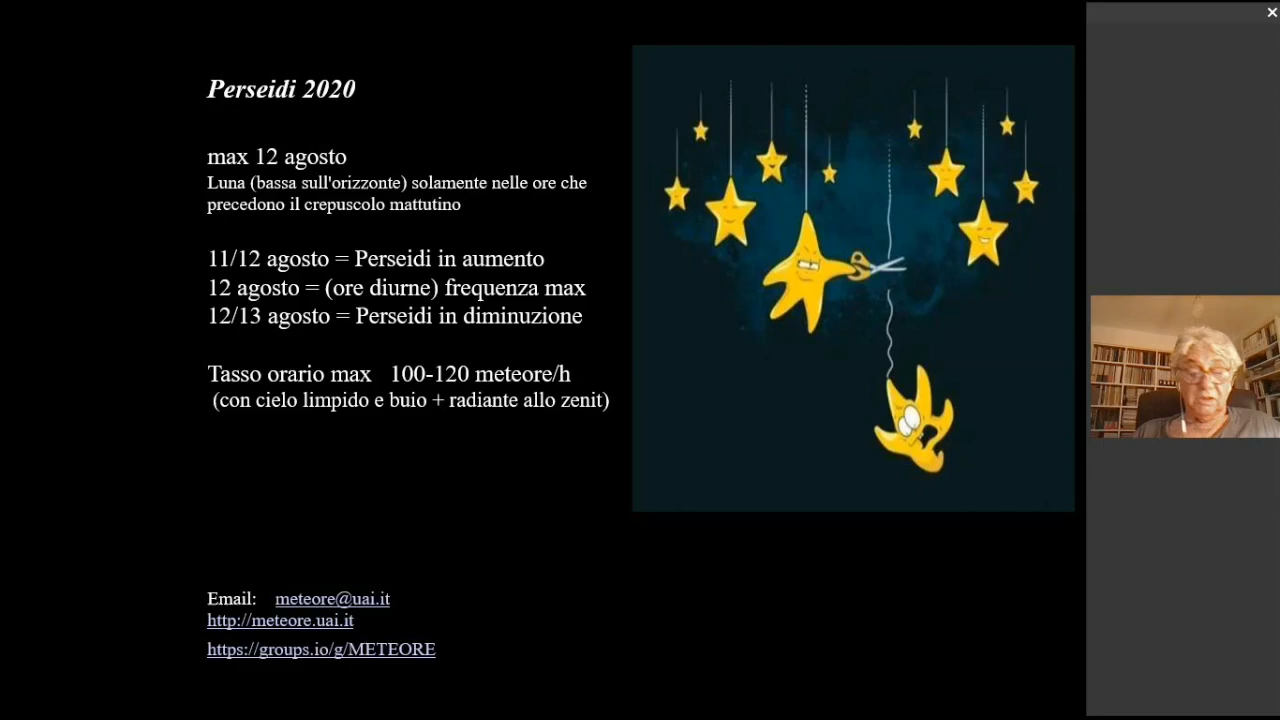 Perseidi 2020
max 12 agosto
Luna (bassa sull'orizzonte) solamente nelle ore che
precedono il crepuscolo mattutino
11/12 agosto = Perseidi in aumento
12 agosto = (ore diurne) frequenza max
12/13 agosto = Perseidi in diminuzione
Tasso orario max 100-120 meteore/h
(con cielo limpido e buio + radiante allo zenit)
Email: meteore@uai.it
http://meteore.uai.it
https://groups.io/g/METEORE